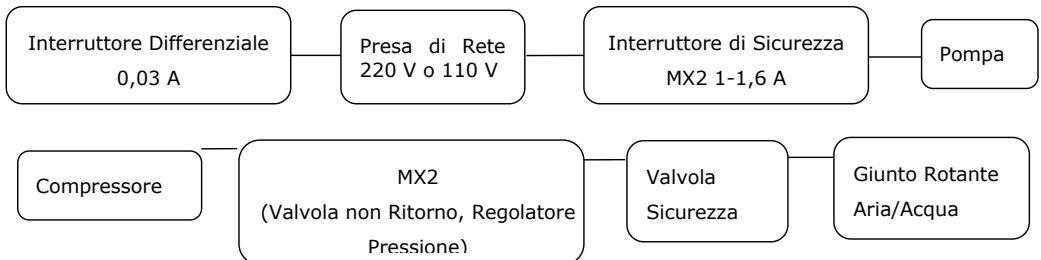 Interruttore Differenziale
0,03 A
Presa di Rete
220 V o 110 V
Interruttore di Sicurezza
MX2 1-1,6 A
Pompa
Compressore
MX2
(Valvola non Ritorno, Regolatore
Pressione)
Valvola
Sicurezza
Giunto Rotante
Aria/Acqua